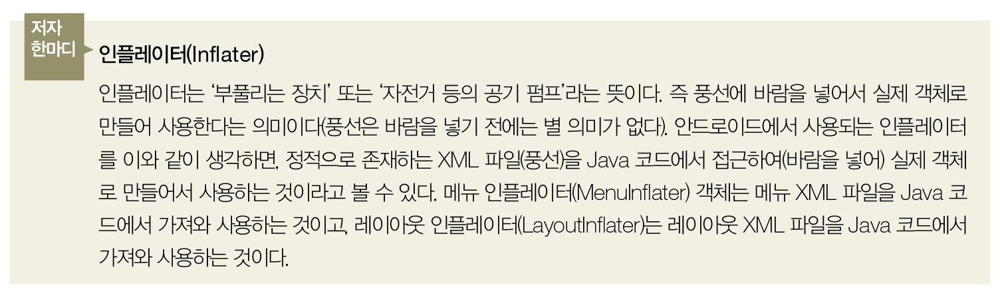 저자
한마디
인플레이터(Inflater)
인플레이터는 ‘부풀리는 장치’ 또는 ‘자전거 등의 공기 펌프’라는 뜻이다. 즉 풍선에 바람을 넣어서 실제 객체로
만들어 사용한다는 의미이다(풍선은 바람을 넣기 전에는 별 의미가 없다). 안드로이드에서 사용되는 인플레이터
를 이와 같이 생각하면, 정적으로 존재하는 XML 파일(풍선)을 Java 코드에서 접근하여(바람을 넣어) 실제 객체
로 만들어서 사용하는 것이라고 볼 수 있다. 메뉴 인플레이터(MenuInflater) 객체는 메뉴 XML 파일을 Java 코
드에서 가져와 사용하는 것이고, 레이아웃 인플레이터(LayoutInflater)는 레이아웃 XML 파일을 Java 코드에서
가져와 사용하는 것이다.